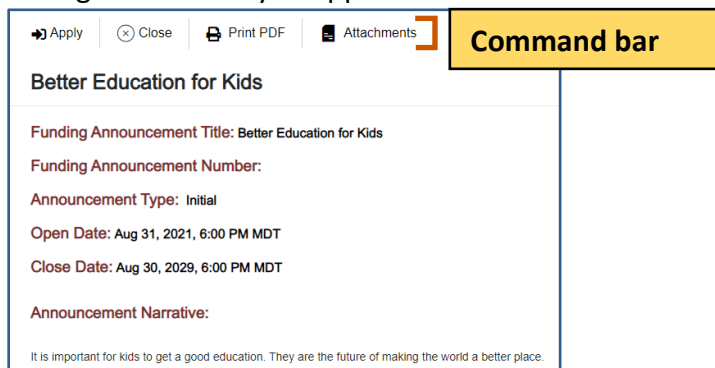 Apply Close Print PDF Attachments
Command bar
Better Education for Kids
Funding Announcement Title: Better Education for Kids
Funding Announcement Number:
Announcement Type: Initial
Open Date: Aug 31, 2021, 6:00 PM MDT
Close Date: Aug 30, 2029, 6:00 PM MDT
Announcement Narrative:
It is important for kids to get a good education. They are the future of making the world a better place.